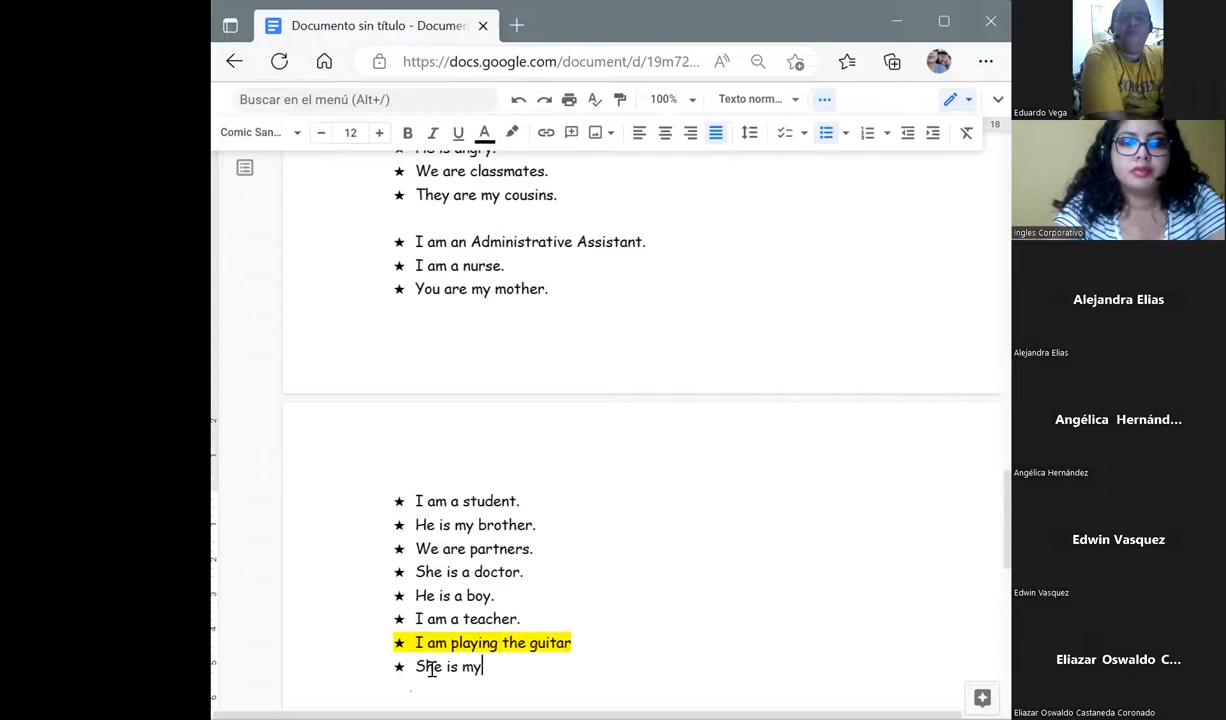 Documento sin título - Documen
https://docs.google.com/document/d/19m72...
Buscar en el menú (Alt+/)
100%
Texto norm...
Comic San...
12
18
He is angry.
★ We are classmates.
★ They are my cousins.
★ I am an Administrative Assistant.
★ I am a nurse.
★ You are my mother.
★ I am a student.
★ He is my brother.
★ We are partners.
★ She is a doctor.
★ He is a boy.
★ I am a teacher.
★ I am playing the guitar
★ She is my
Eduardo Vega
Ingles Corporativo
Alejandra Elias
Alejandra Elias
Angélica Hernánd...
Angélica Hernández
Edwin Vasquez
Edwin Vasquez
Eliazar Oswaldo C...
Eliazar Oswaldo Castaneda Coronado